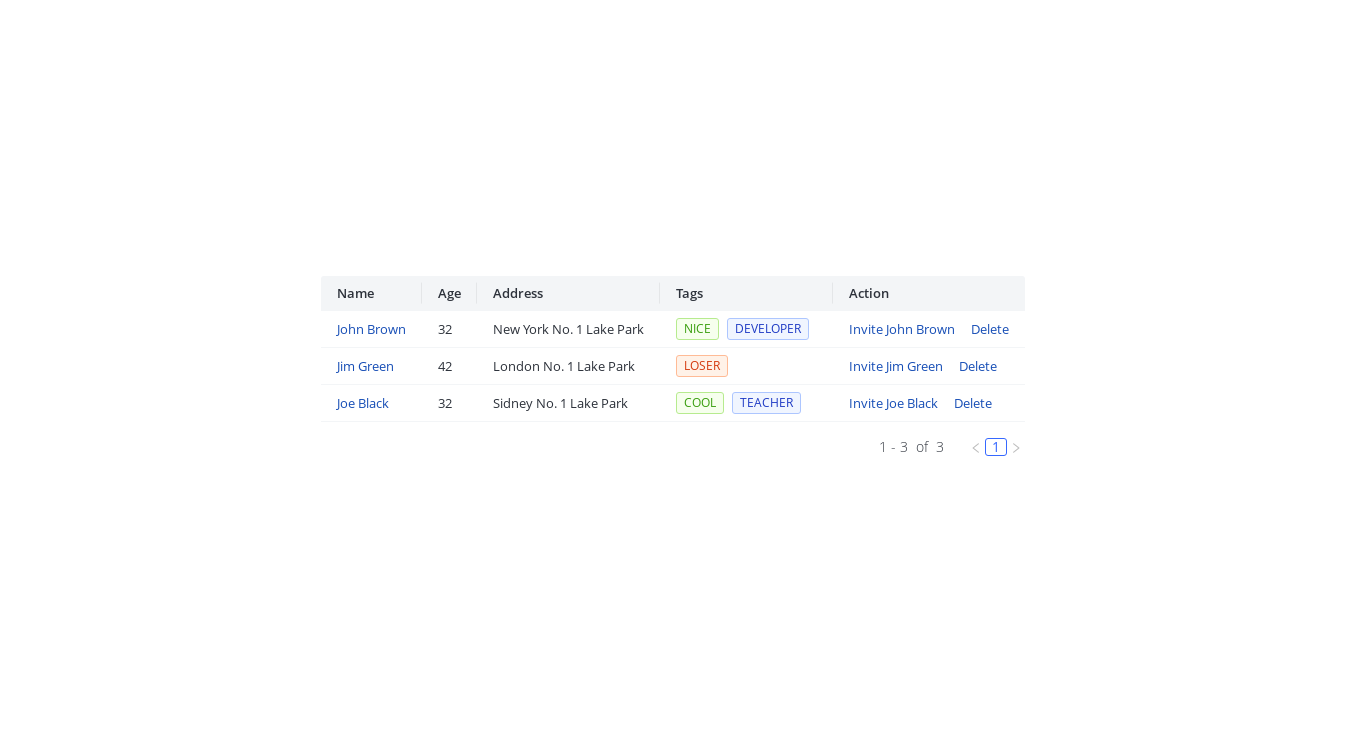 Name Age Address Tags Action
John Brown 32 New York No. 1 Lake Park NICE DEVELOPER Invite John Brown Delete
Jim Green 42 London No. 1 Lake Park LOSER Invite Jim Green Delete
Joe Black 32 Sidney No. 1 Lake Park COOL TEACHER Invite Joe Black Delete
1 - 3 of 3 < 1 >